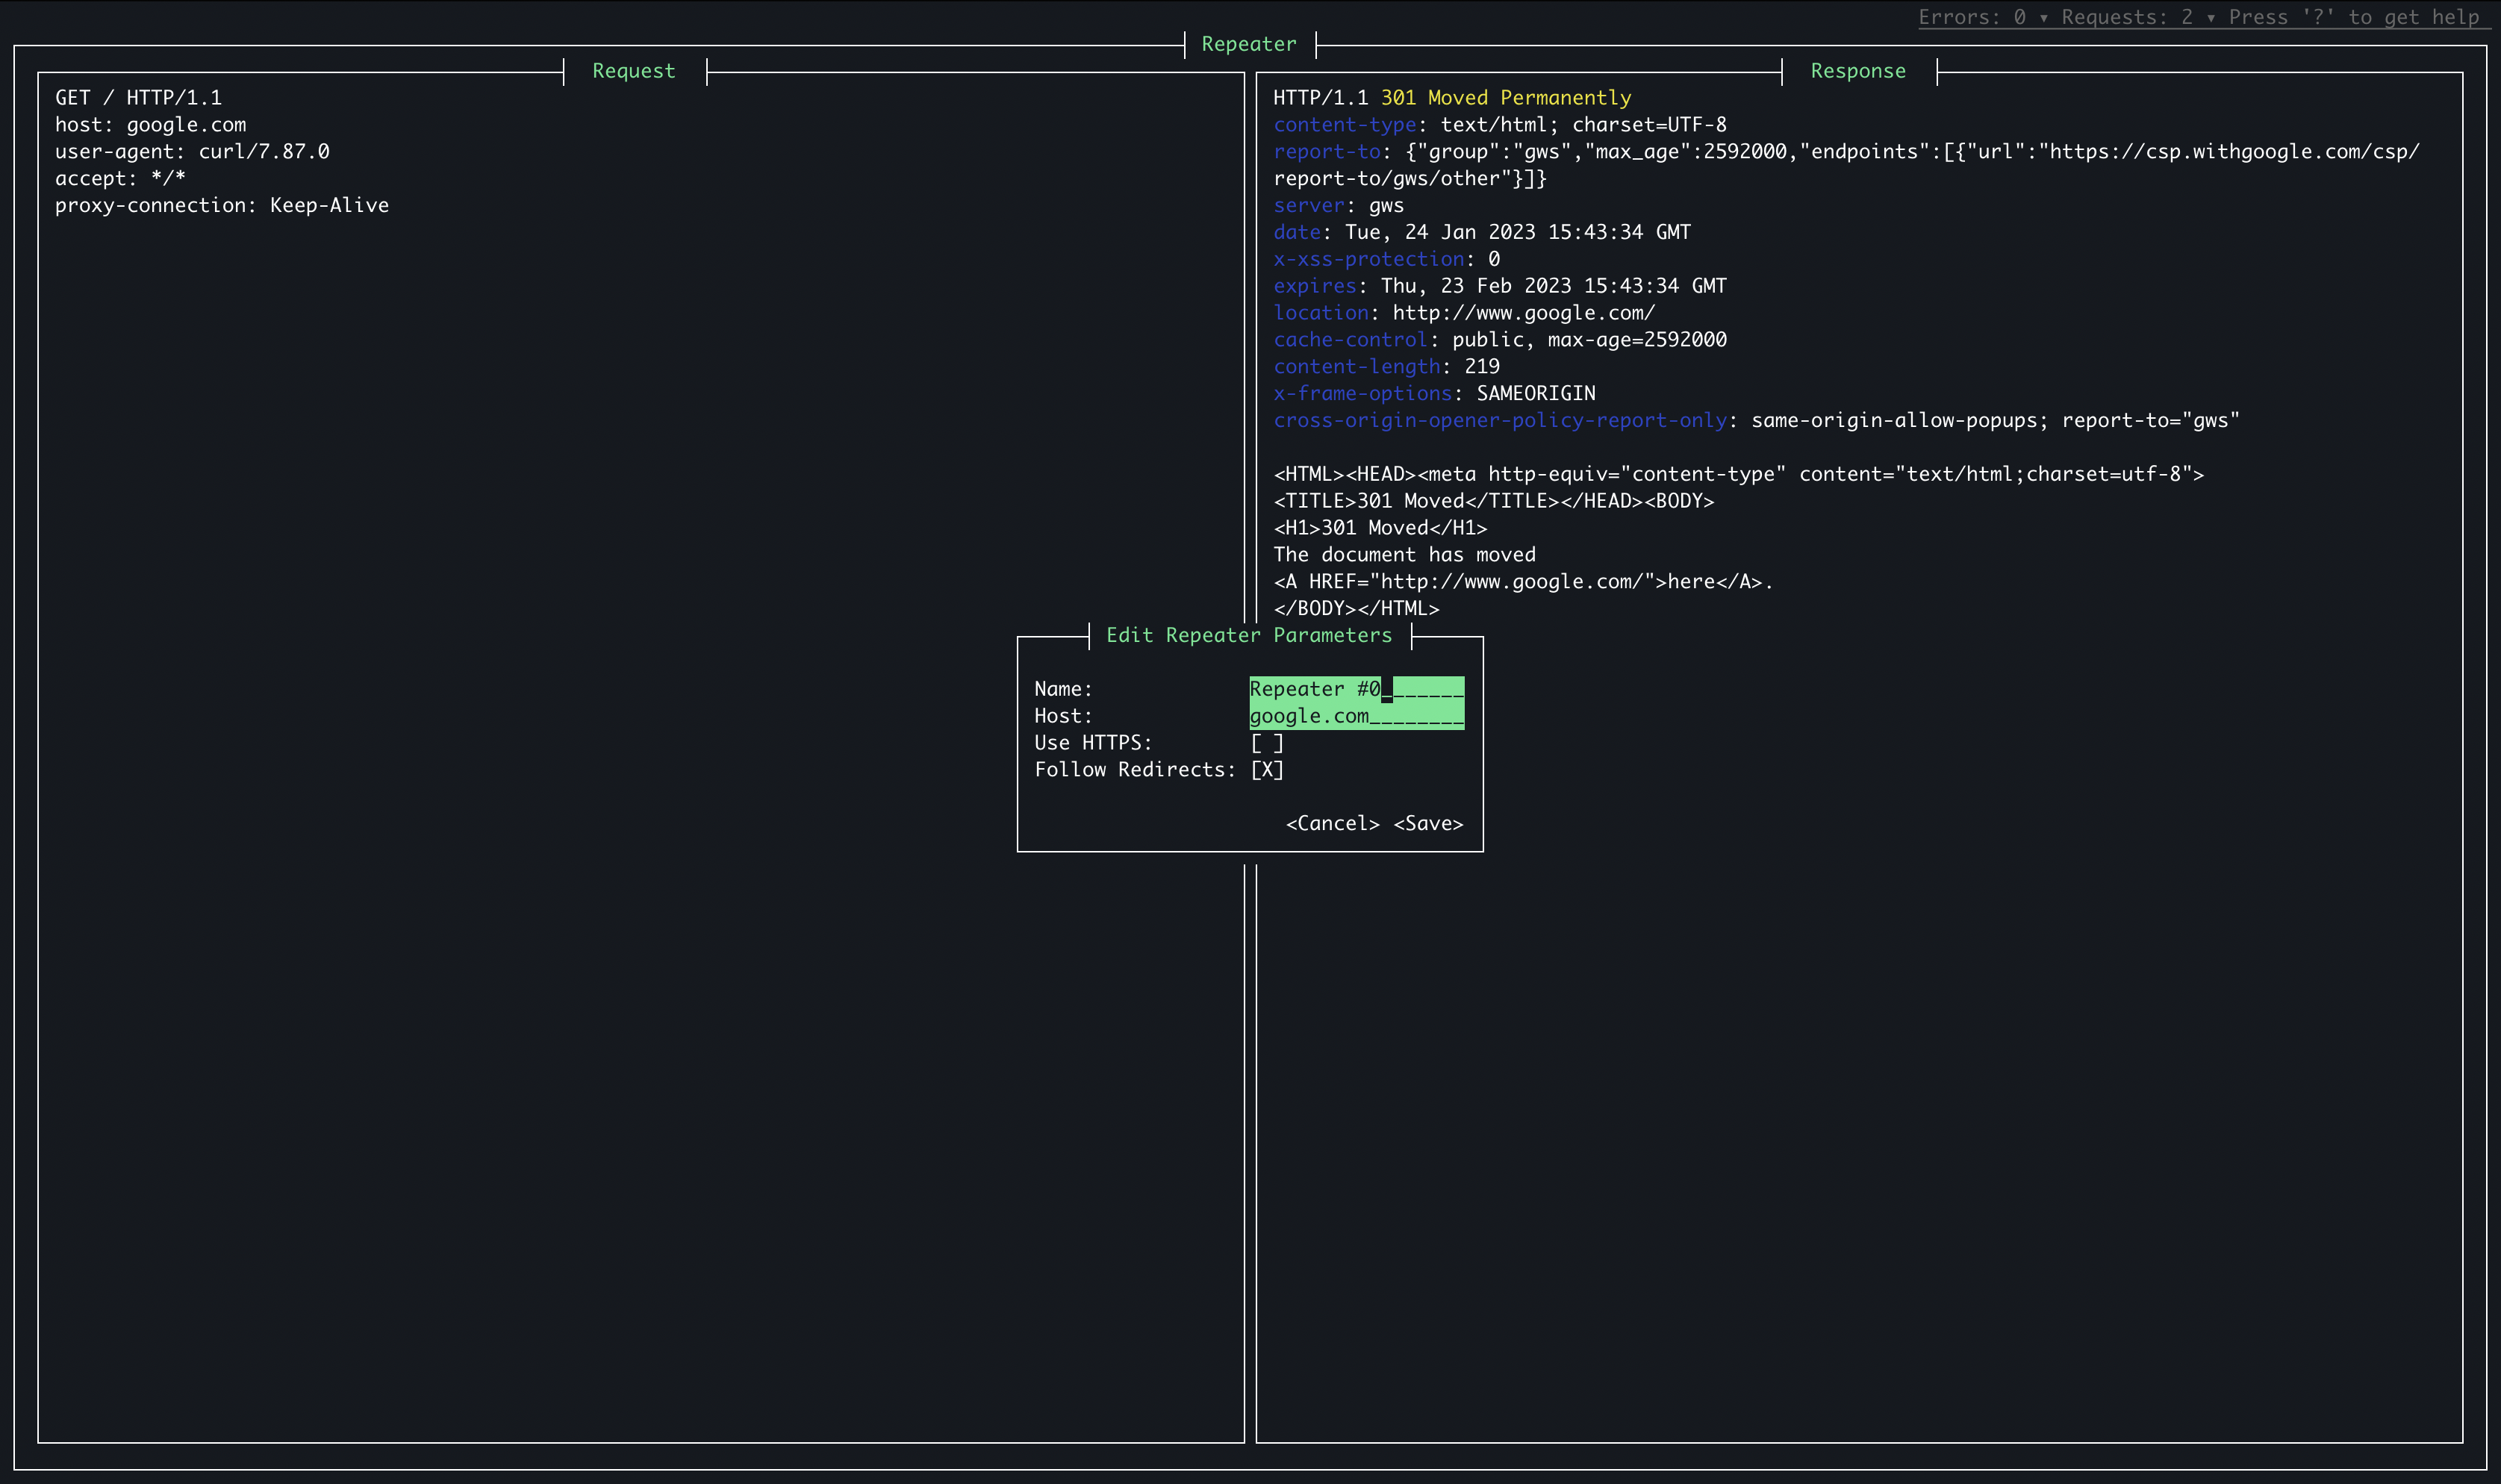 Errors: 0 ▾ Requests: 2 ▾ Press '?' to get help
Repeater
Request
GET / HTTP/1.1
host: google.com
user-agent: curl/7.87.0
accept: */*
proxy-connection: Keep-Alive
Response
HTTP/1.1 301 Moved Permanently
content-type: text/html; charset=UTF-8
report-to: {"group":"gws","max_age":2592000,"endpoints":[{"url":"https://csp.withgoogle.com/csp/
report-to/gws/other"}]}
server: gws
date: Tue, 24 Jan 2023 15:43:34 GMT
x-xss-protection: 0
expires: Thu, 23 Feb 2023 15:43:34 GMT
location: http://www.google.com/
cache-control: public, max-age=2592000
content-length: 219
x-frame-options: SAMEORIGIN
cross-origin-opener-policy-report-only: same-origin-allow-popups; report-to="gws"
<HTML><HEAD><meta http-equiv="content-type" content="text/html;charset=utf-8">
<TITLE>301 Moved</TITLE></HEAD><BODY>
<H1>301 Moved</H1>
The document has moved
<A HREF="http://www.google.com/">here</A>.
</BODY></HTML>
Edit Repeater Parameters
Name: Repeater #0_______
Host: google.com________
Use HTTPS: [ ]
Follow Redirects: [X]
<Cancel> <Save>